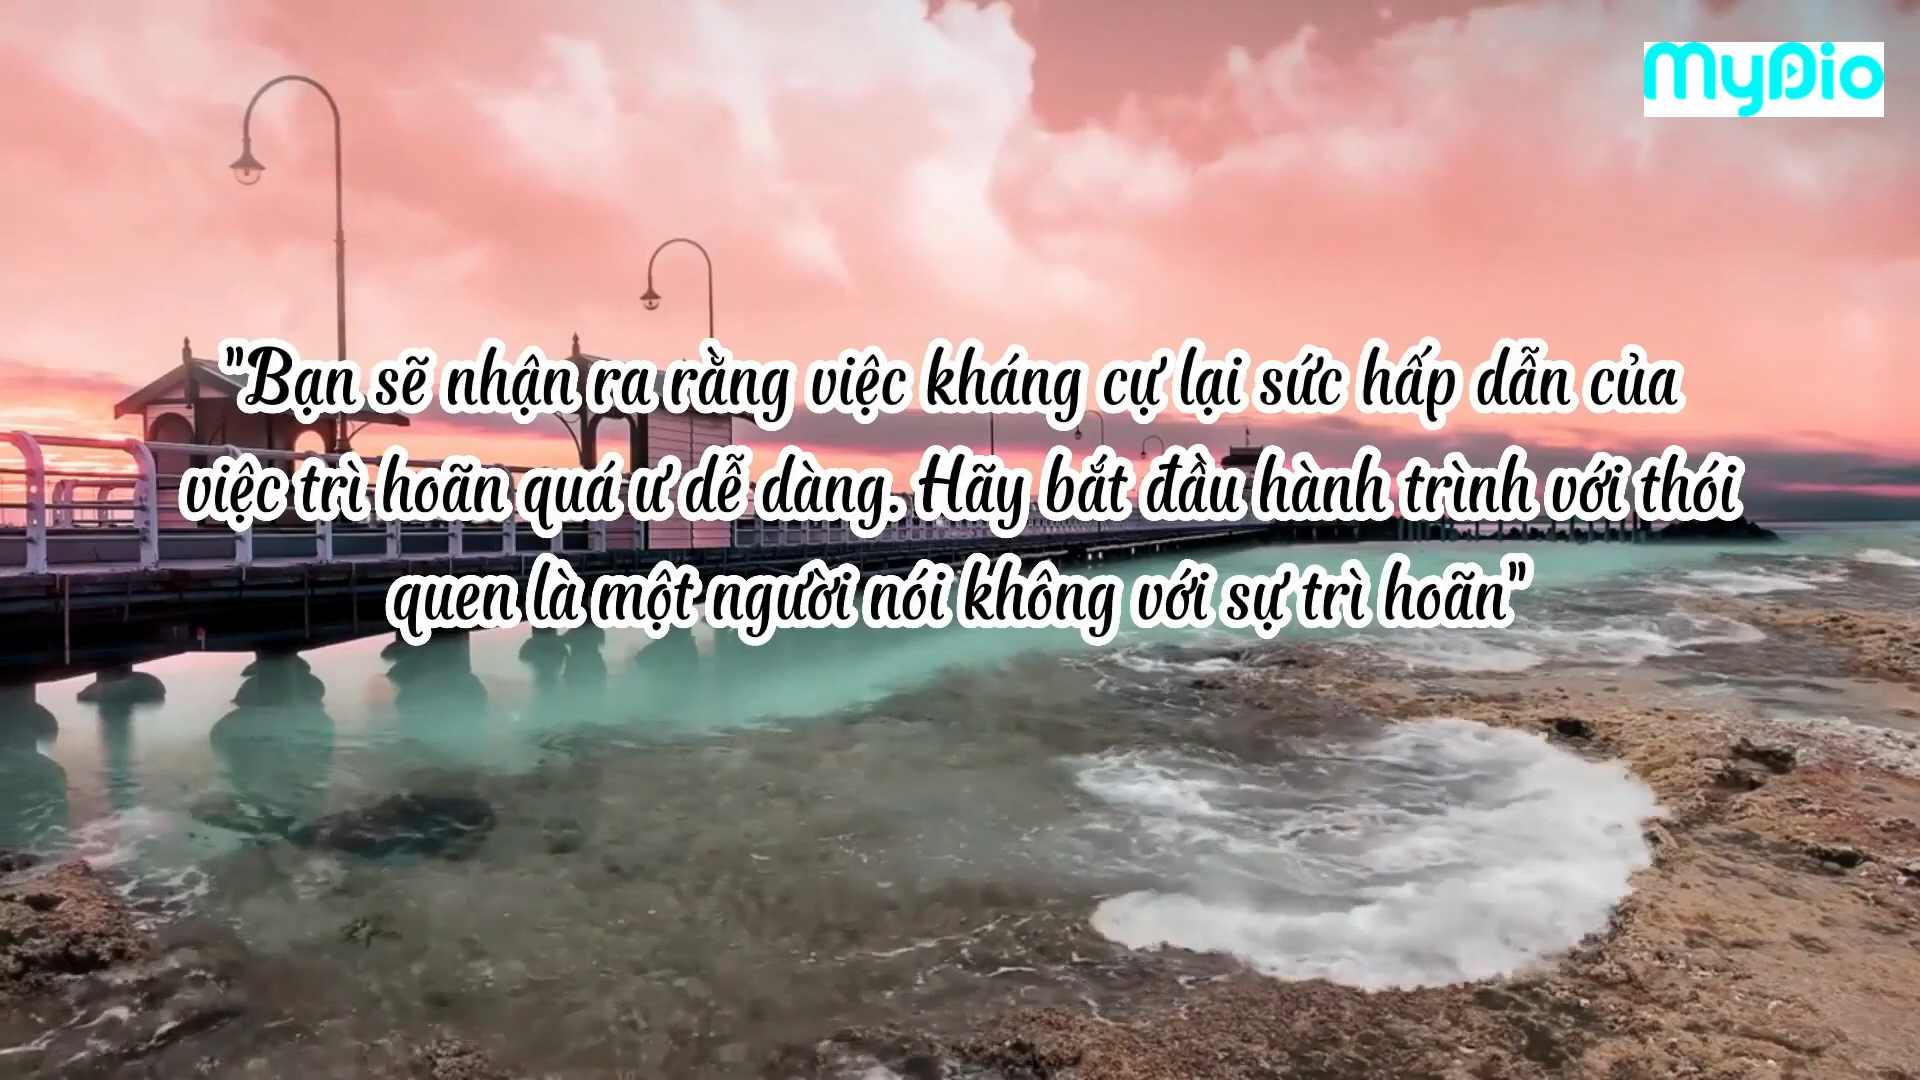 MyDio
"Bạn sẽ nhận ra rằng việc kháng cự lại sức hấp dẫn của
việc trì hoãn quá ư dễ dàng. Hãy bắt đầu hành trình với thói
quen là một người nói không với sự trì hoãn"